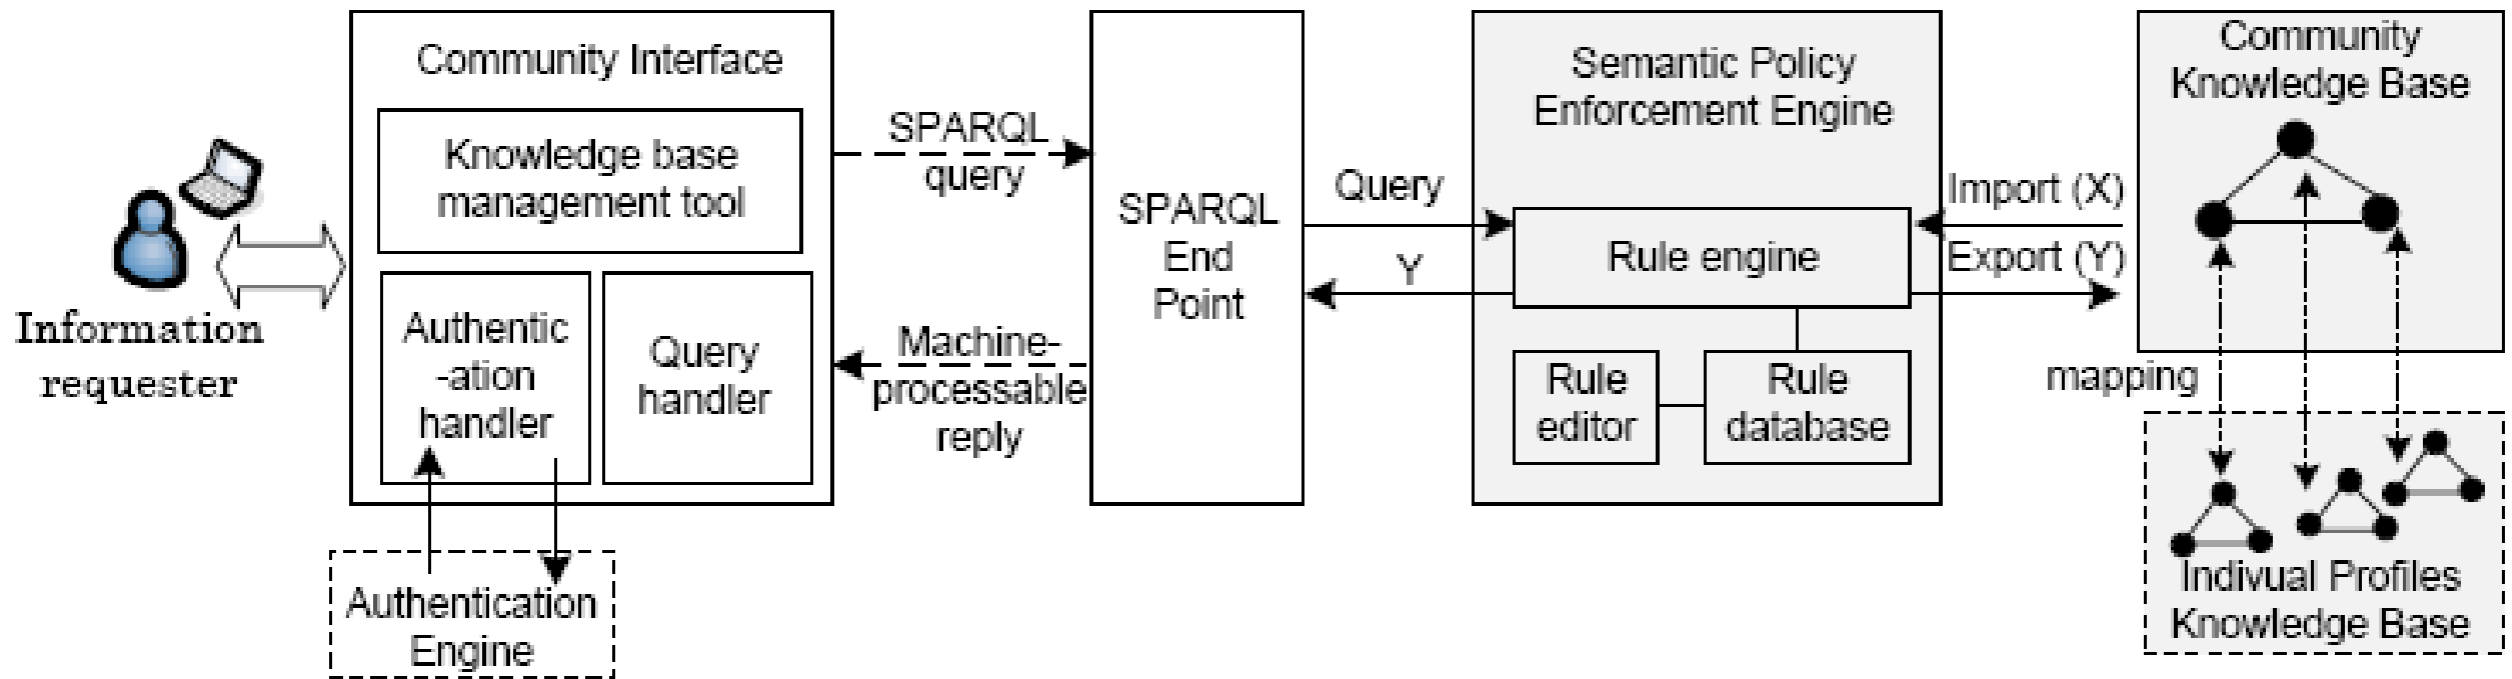 Information
requester
Community Interface
Knowledge base
management tool
Authentic
-ation
handler
Query
handler
Authentication
Engine
SPARQL
query
Machine-
processable
reply
SPARQL
End
Point
Query
Y
Semantic Policy
Enforcement Engine
Rule engine
Rule
editor
Rule
database
Import (X)
Export (Y)
Community
Knowledge Base
mapping
Indivual Profiles
Knowledge Base